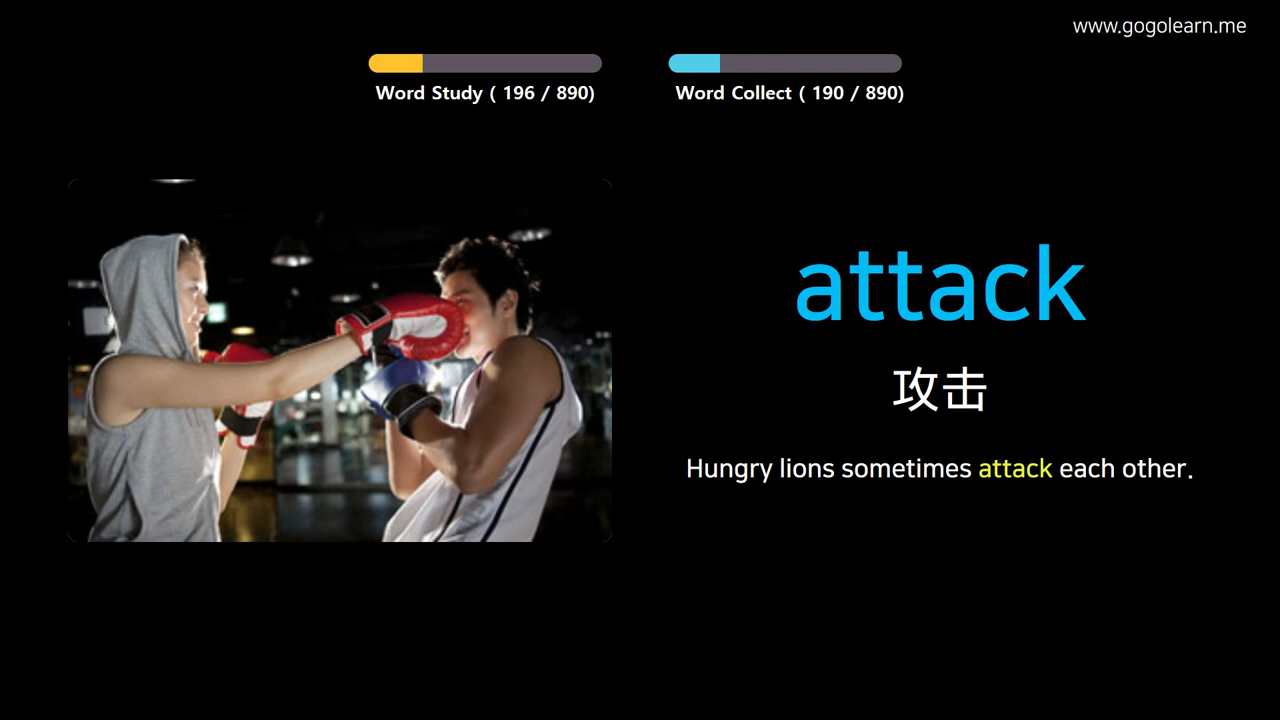 www.gogolearn.me
Word Study ( 196 / 890)
Word Collect ( 190 / 890)
attack
攻击
Hungry lions sometimes attack each other.